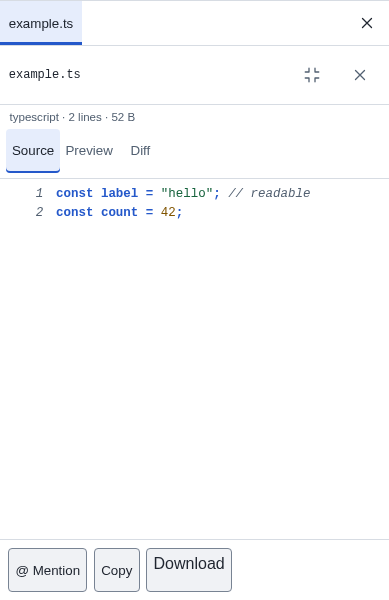 example.ts
example.ts
typescript · 2 lines · 52 B
Source Preview Diff
1 const label = "hello"; // readable
2 const count = 42;
@ Mention Copy Download